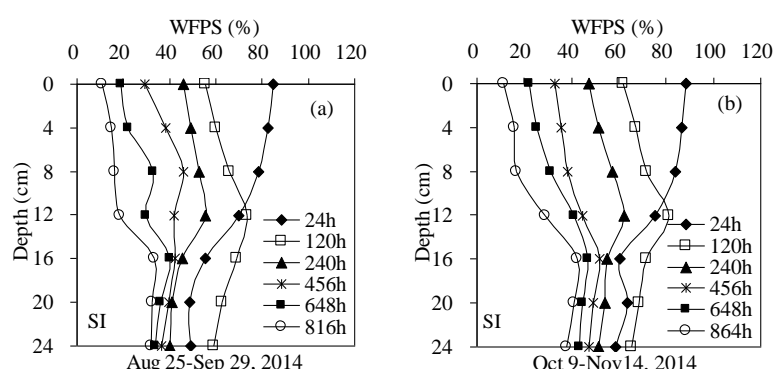 WFPS (%)
0 20 40 60 80 100 120
0
4
8
12
16
20
24
Depth (cm)
(a)
24h
120h
240h
456h
648h
816h
SI
Aug 25-Sep 29, 2014
WFPS (%)
0 20 40 60 80 100 120
0
4
8
12
16
20
24
Depth (cm)
(b)
24h
120h
240h
456h
648h
864h
SI
Oct 9-Nov14, 2014